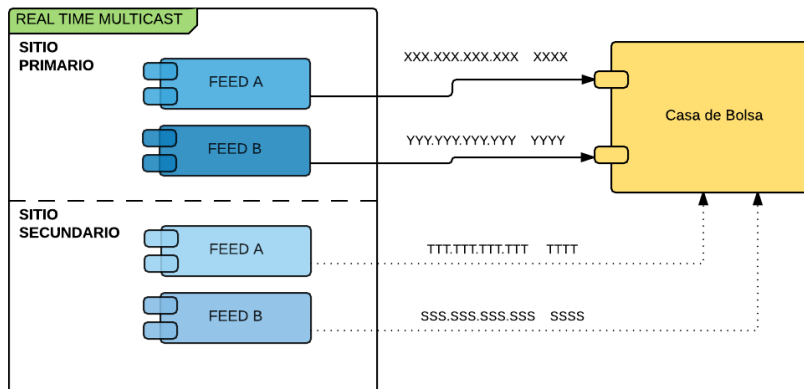 REAL TIME MULTICAST
SITIO
PRIMARIO
FEED A
XXX.XXX.XXX.XXX XXXX
FEED B
YYY.YYY.YYY.YYY YYYY
Casa de Bolsa
SITIO
SECUNDARIO
FEED A
TTT.TTT.TTT.TTT TTTT
FEED B
SSS.SSS.SSS.SSS SSSS